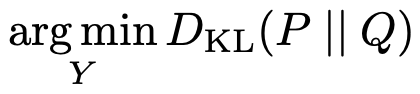 arg min D_KL(P || Q)
Y